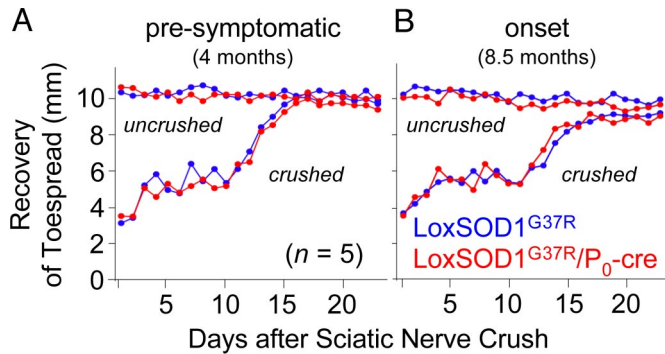 A
pre-symptomatic
(4 months)
B
onset
(8.5 months)
Recovery
of Toespread (mm)
10
8
6
4
2
0
uncrushed
crushed
(n = 5)
uncrushed
crushed
LoxSOD1G37R
LoxSOD1G37R/P0-cre
5 10 15 20
5 10 15 20
Days after Sciatic Nerve Crush